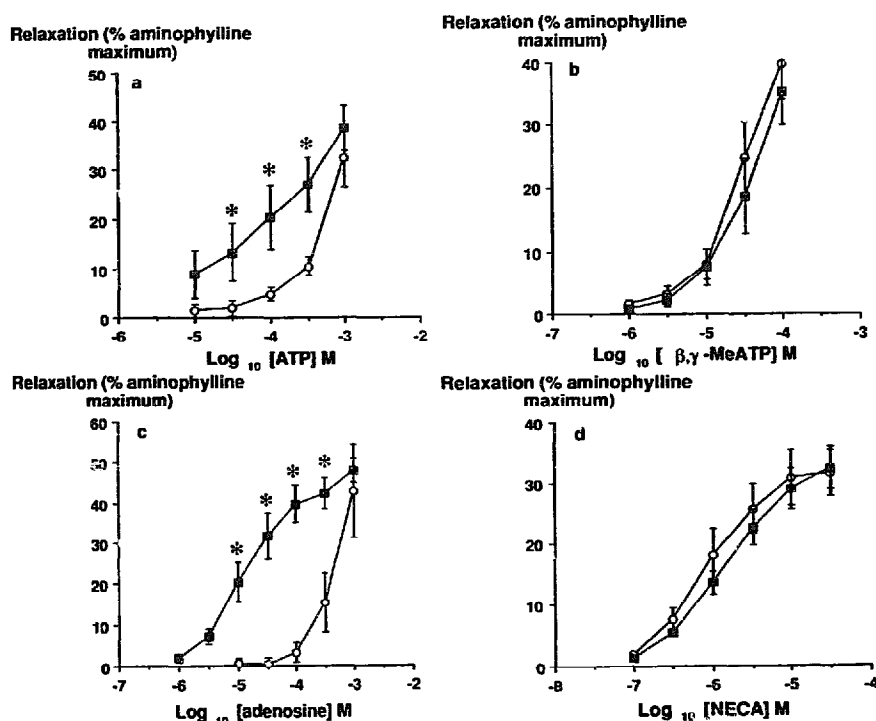 Relaxation (% aminophylline
maximum)
a
50
40
30
20
10
0
* * *
-6 -5 -4 -3 -2
Log 10 [ATP] M
Relaxation (% aminophylline
maximum)
b
40
30
20
10
0
-7 -6 -5 -4 -3
Log 10 [ β,γ -MeATP] M
Relaxation (% aminophylline
maximum)
c
60
50
40
30
20
10
0
* * * *
-7 -6 -5 -4 -3 -2
Log 10 [adenosine] M
Relaxation (% aminophylline
maximum)
d
40
30
20
10
0
-8 -7 -6 -5 -4
Log 10 [NECA] M